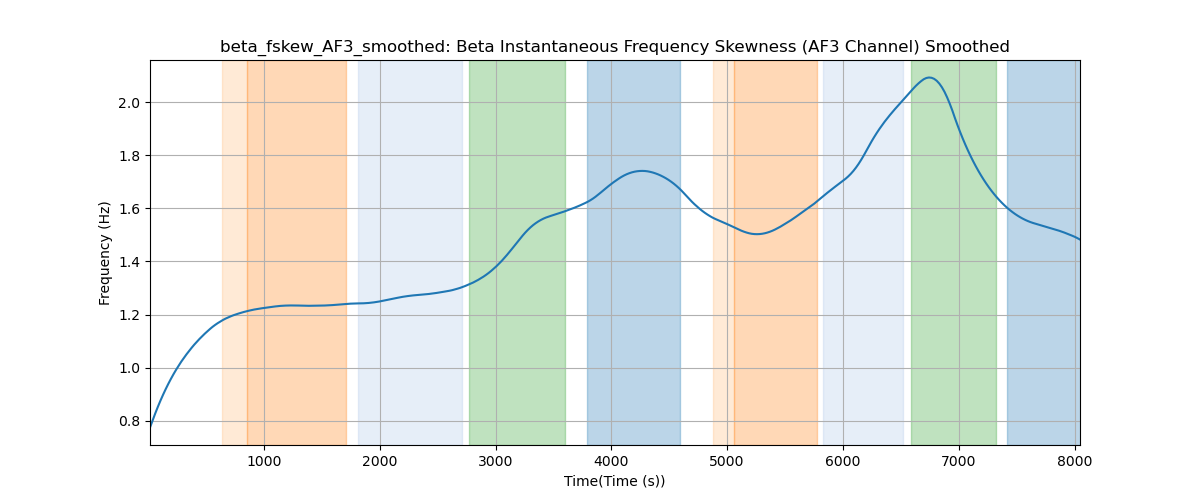 beta_fskew_AF3_smoothed: Beta Instantaneous Frequency Skewness (AF3 Channel) Smoothed
Frequency (Hz)
2.0
1.8
1.6
1.4
1.2
1.0
0.8
1000 2000 3000 4000 5000 6000 7000 8000
Time(Time (s))